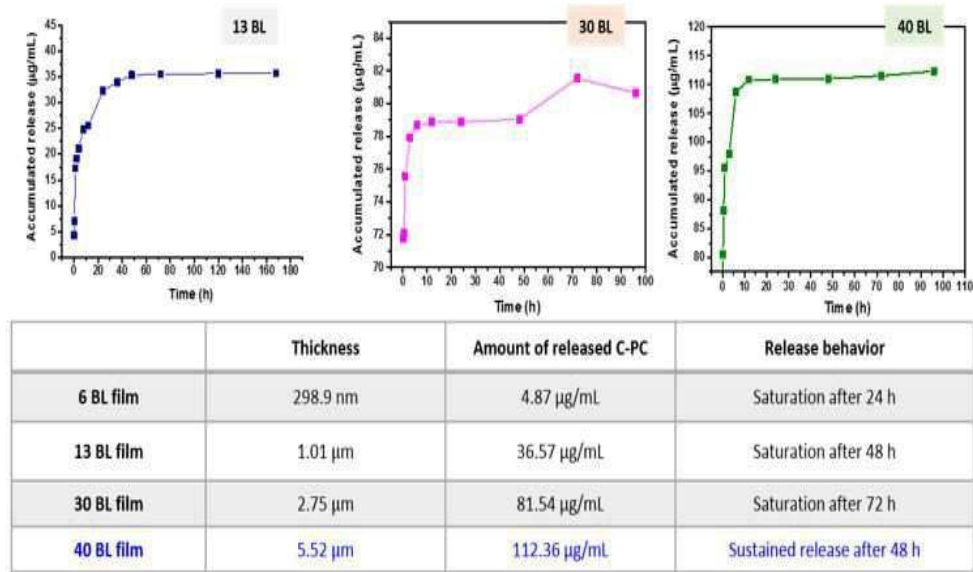 13 BL
Accumulated release (µg/mL)
45
40
35
30
25
20
15
10
5
0
0 20 40 60 80 100 120 140 160 180
Time (h)
30 BL
Accumulated release (µg/mL)
84
82
80
78
76
74
72
70
0 10 20 30 40 50 60 70 80 90 100
Time (h)
40 BL
Accumulated release (µg/mL)
120
115
110
105
100
95
90
85
80
0 10 20 30 40 50 60 70 80 90 100 110
Time (h)
Thickness Amount of released C-PC Release behavior
6 BL film 298.9 nm 4.87 µg/mL Saturation after 24 h
13 BL film 1.01 µm 36.57 µg/mL Saturation after 48 h
30 BL film 2.75 µm 81.54 µg/mL Saturation after 72 h
40 BL film 5.52 µm 112.36 µg/mL Sustained release after 48 h